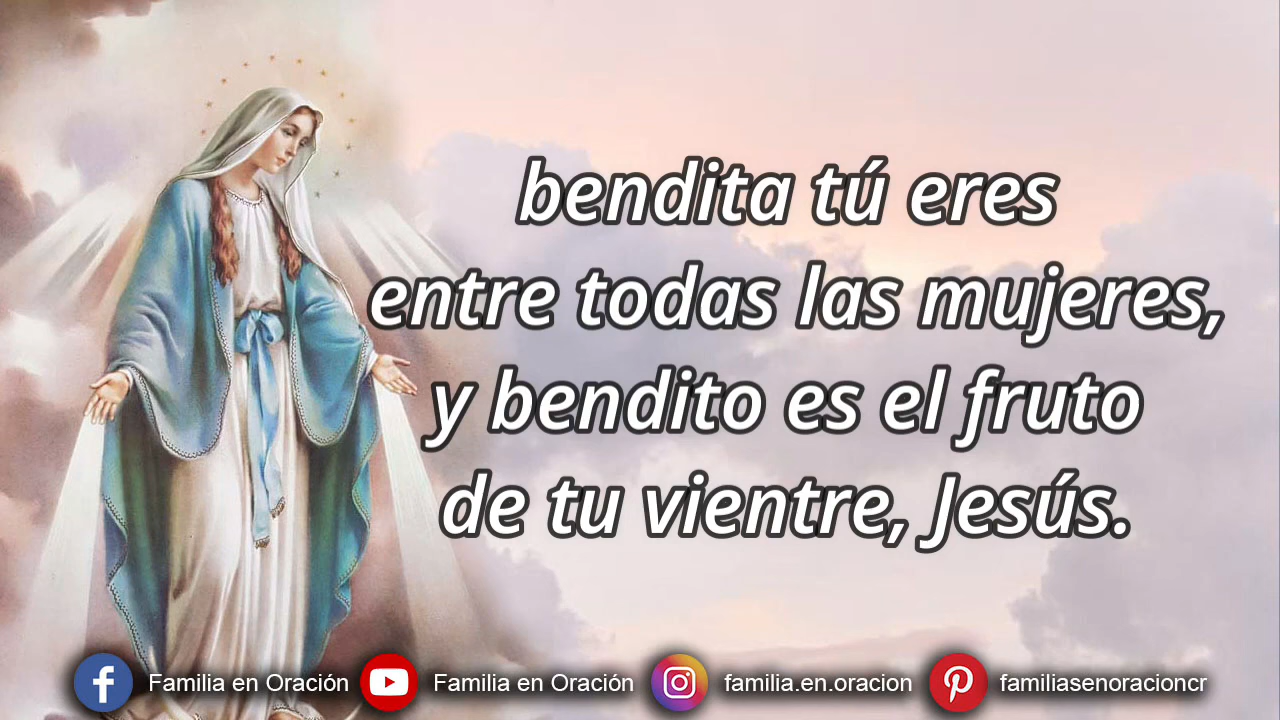 bendita tú eres
entre todas las mujeres,
y bendito es el fruto
de tu vientre, Jesús.
Familia en Oración Familia en Oración familia.en.oracion familiasenoracioncr